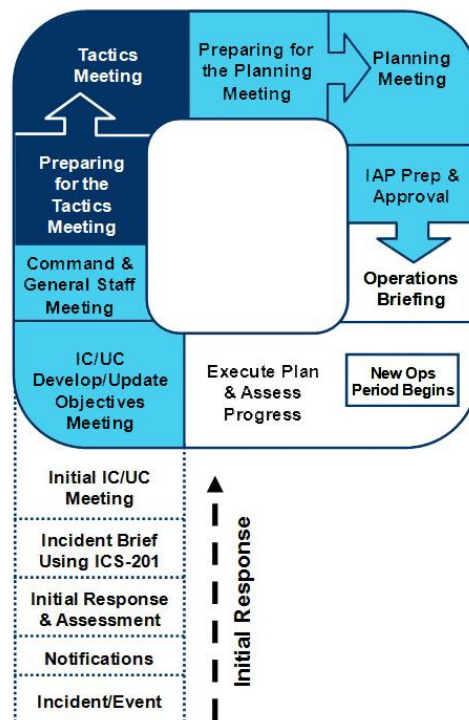 Tactics
Meeting
Preparing for
the Planning
Meeting
Planning
Meeting
Preparing
for the
Tactics
Meeting
IAP Prep &
Approval
Command &
General Staff
Meeting
Operations
Briefing
IC/UC
Develop/Update
Objectives
Meeting
Execute Plan
& Assess
Progress
New Ops
Period Begins
Initial IC/UC
Meeting
Incident Brief
Using ICS-201
Initial Response
& Assessment
Notifications
Incident/Event
Initial Response